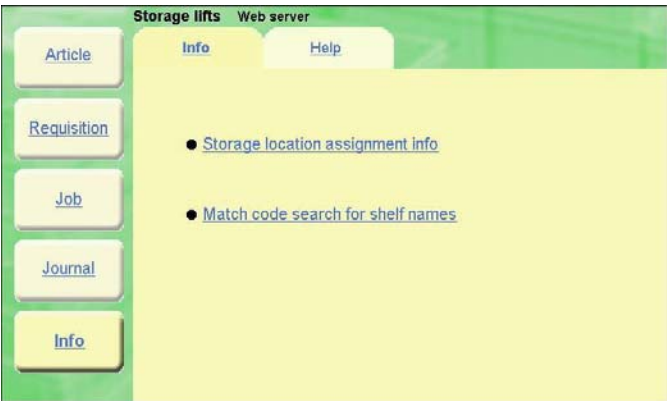 Storage lifts Web server
Info Help
Article
Requisition
Job
Journal
Info
Storage location assignment info
Match code search for shelf names